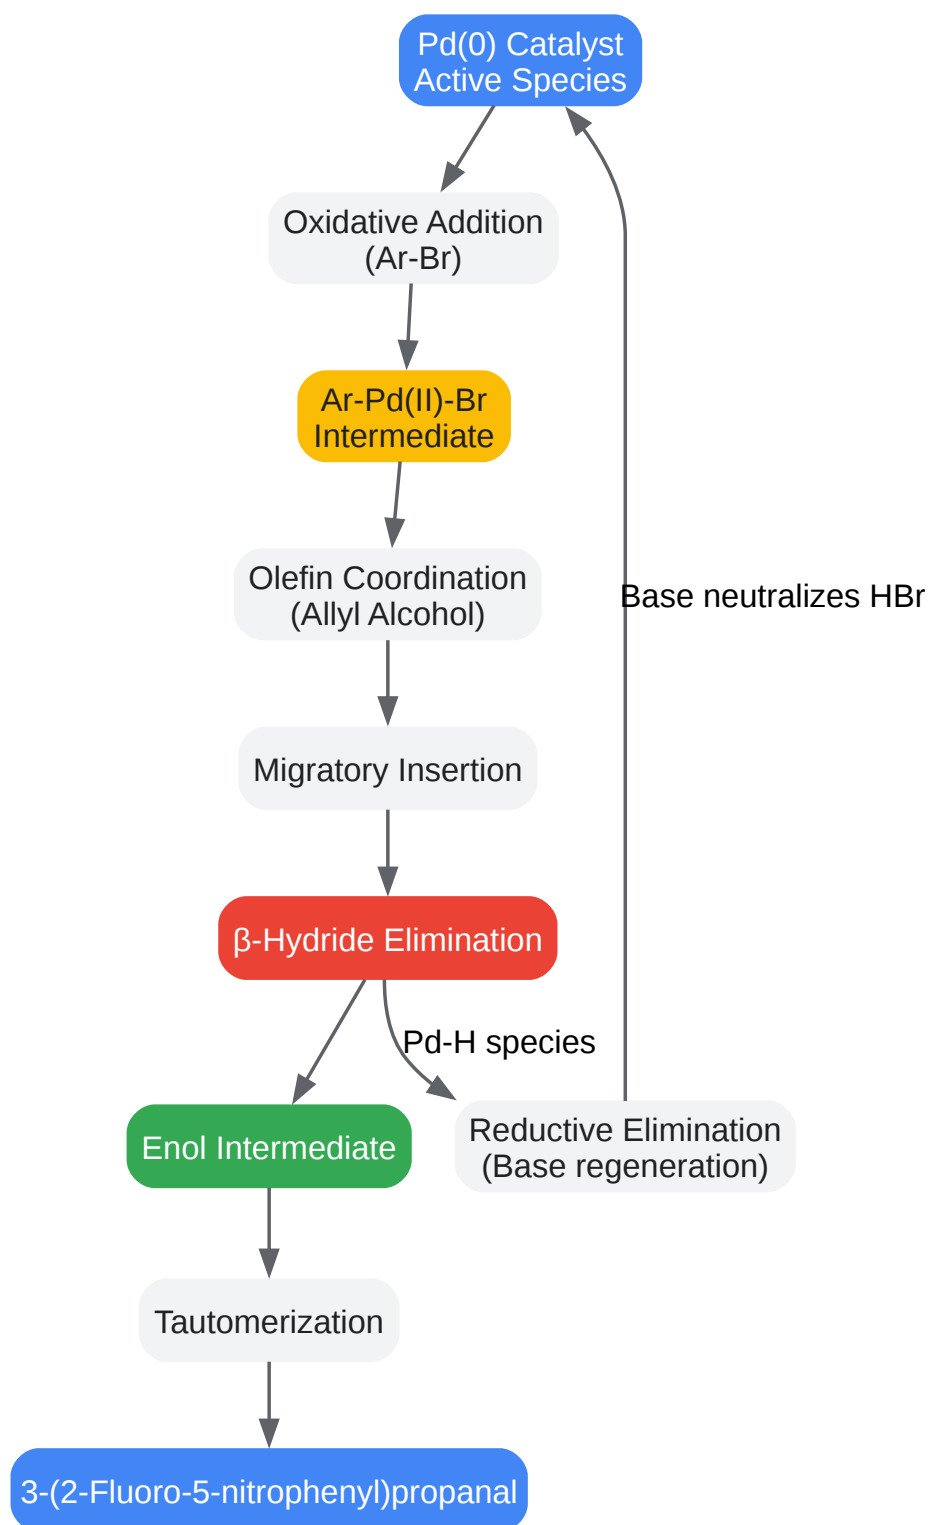 Pd(0) Catalyst
Active Species
Oxidative Addition
(Ar-Br)
Ar-Pd(II)-Br
Intermediate
Olefin Coordination
(Allyl Alcohol)
Base neutralizes HBr
Migratory Insertion
β-Hydride Elimination
Pd-H species
Enol Intermediate
Reductive Elimination
(Base regeneration)
Tautomerization
3-(2-Fluoro-5-nitrophenyl)propanal